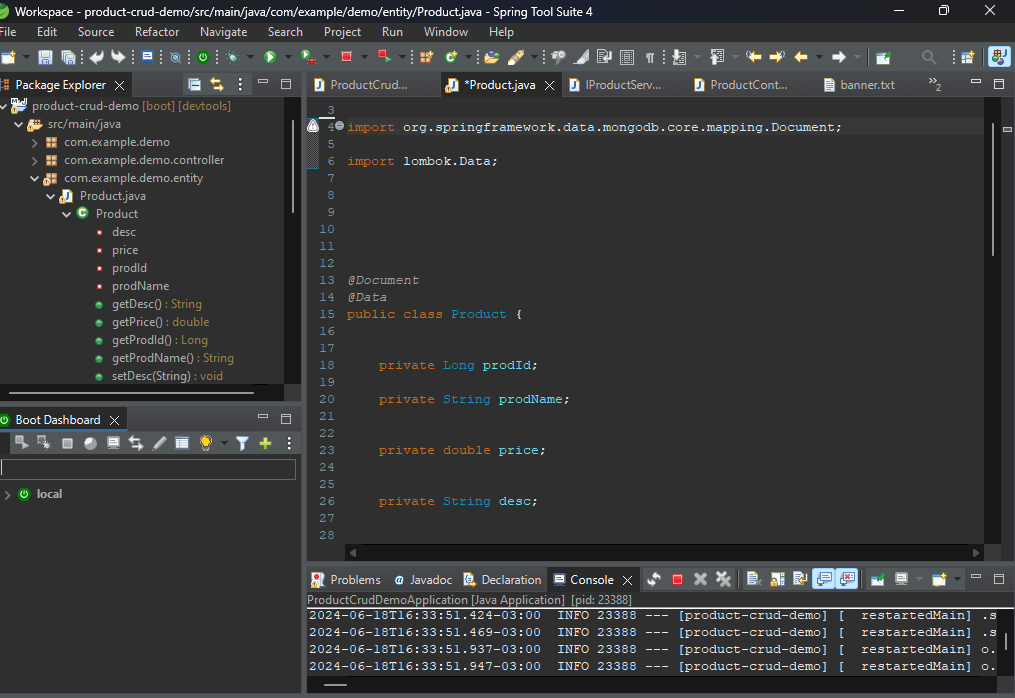 Workspace - product-crud-demo/src/main/java/com/example/demo/entity/Product.java - Spring Tool Suite 4
File Edit Source Refactor Navigate Search Project Run Window Help
Package Explorer
product-crud-demo [boot] [devtools]
src/main/java
com.example.demo
com.example.demo.controller
com.example.demo.entity
Product.java
Product
desc
price
prodId
prodName
getDesc() : String
getPrice() : double
getProdId() : Long
getProdName() : String
setDesc(String) : void
Boot Dashboard
local
ProductCrud... *Product.java IProductServ... ProductCont... banner.txt »2
3
4 import org.springframework.data.mongodb.core.mapping.Document;
5
6 import lombok.Data;
7
8
9
10
11
12
13 @Document
14 @Data
15 public class Product {
16
17
18 private Long prodId;
19
20 private String prodName;
21
22
23 private double price;
24
25
26 private String desc;
27
28
Problems Javadoc Declaration Console
ProductCrudDemoApplication [Java Application] [pid: 23388]
2024-06-18T16:33:51.424-03:00 INFO 23388 --- [product-crud-demo] [ restartedMain] .s
2024-06-18T16:33:51.469-03:00 INFO 23388 --- [product-crud-demo] [ restartedMain] .s
2024-06-18T16:33:51.937-03:00 INFO 23388 --- [product-crud-demo] [ restartedMain] o.
2024-06-18T16:33:51.947-03:00 INFO 23388 --- [product-crud-demo] [ restartedMain] o.